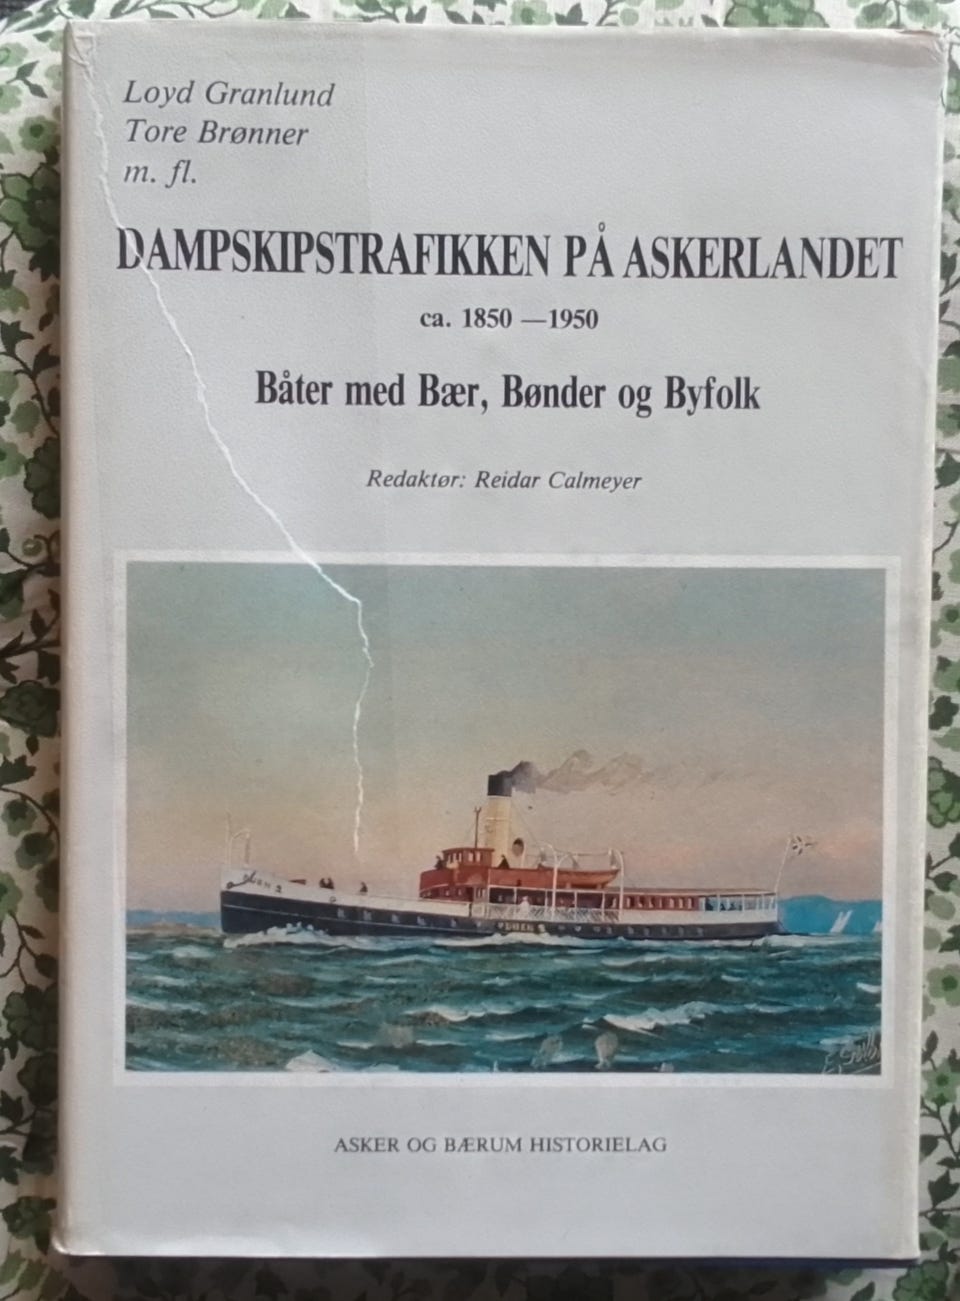 Loyd Granlund
Tore Brønner
m. fl.
DAMPSKIPSTRAFIKKEN PÅ ASKERLANDET
ca. 1850 —1950
Båter med Bær, Bønder og Byfolk
Redaktør: Reidar Calmeyer
ASKER OG BÆRUM HISTORIELAG